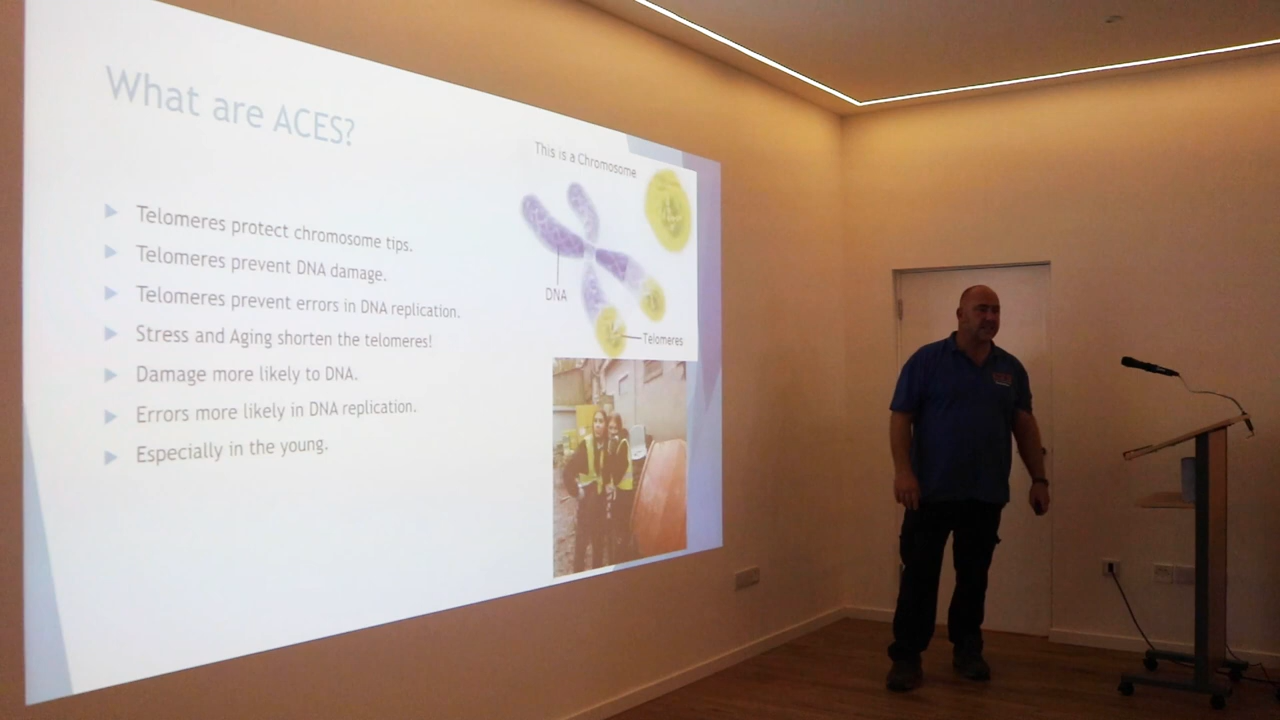 What are ACES?
This is a Chromosome
Telomeres protect chromosome tips.
Telomeres prevent DNA damage.
Telomeres prevent errors in DNA replication.
Stress and Aging shorten the telomeres!
Damage more likely to DNA.
Errors more likely in DNA replication.
Especially in the young.
DNA
Telomeres